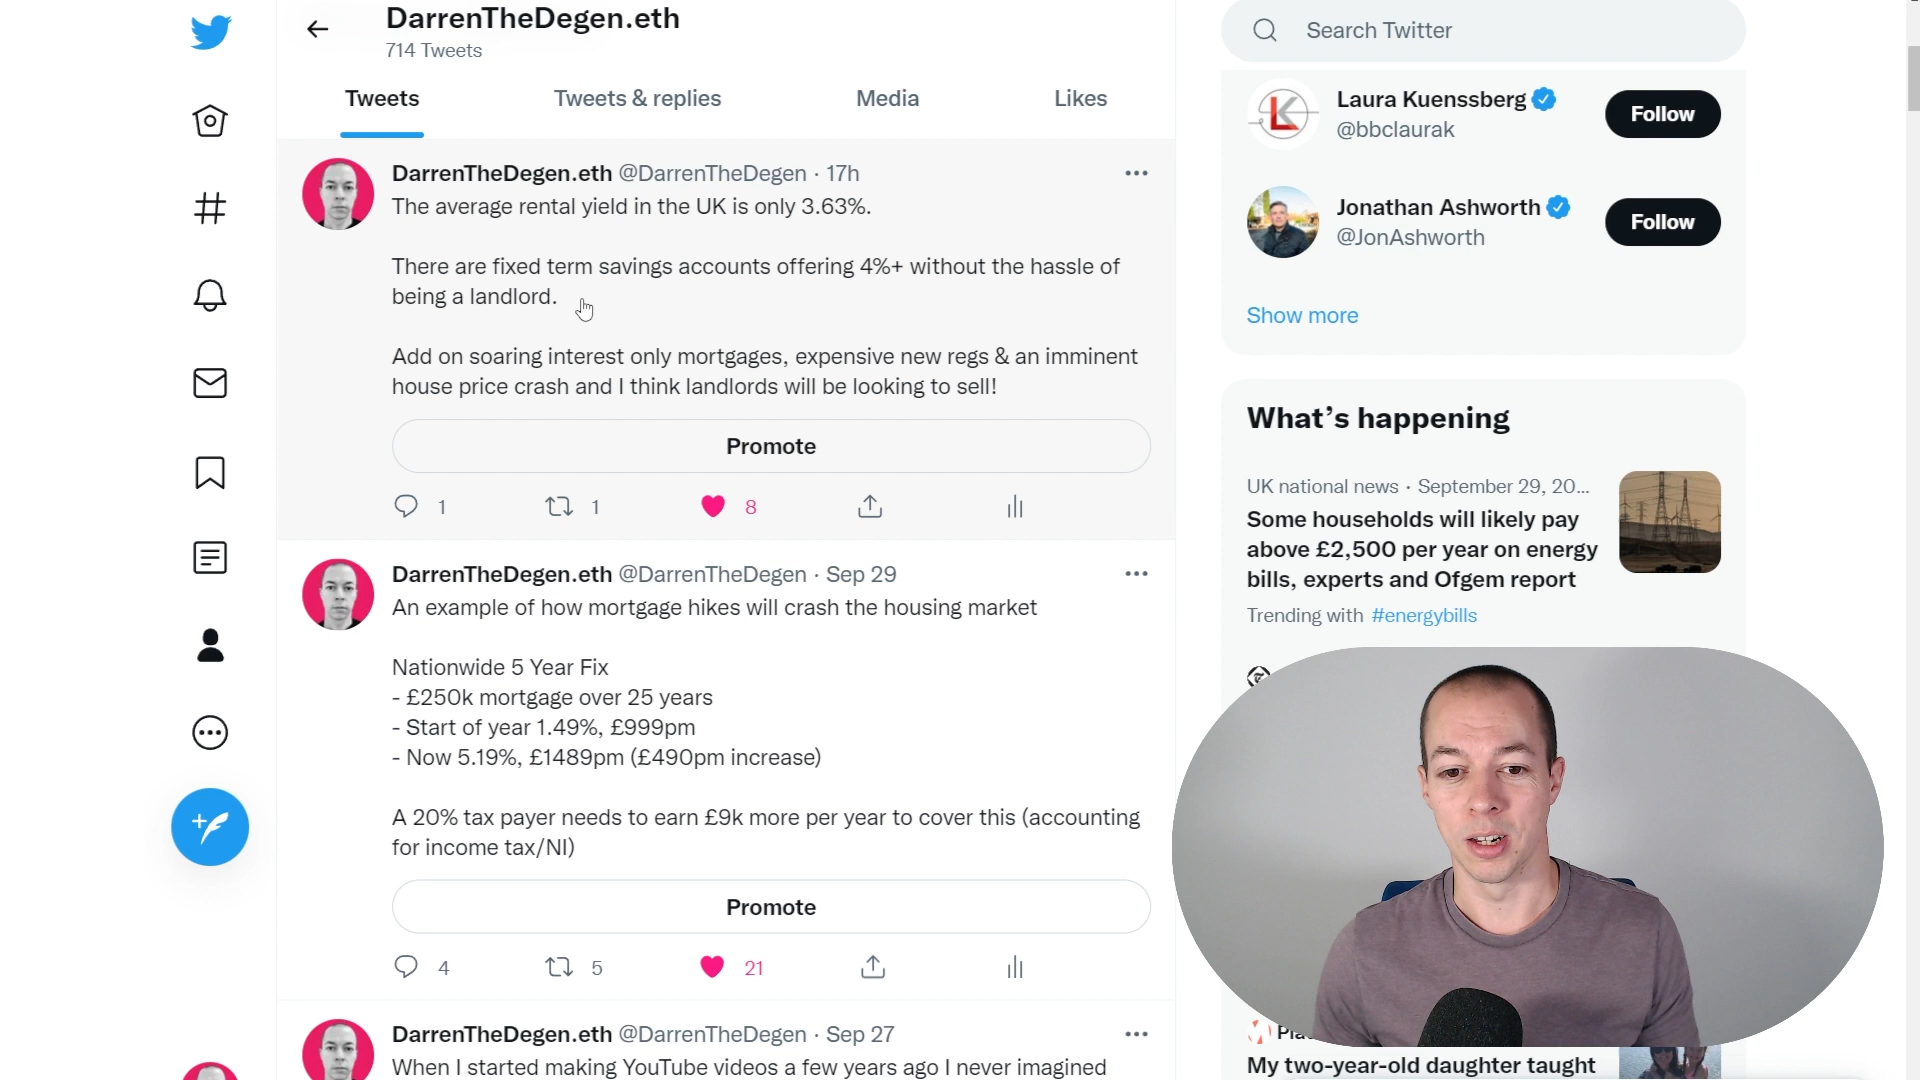 DarrenTheDegen.eth
714 Tweets
Tweets
Tweets & replies
Media
Likes
DarrenTheDegen.eth @DarrenTheDegen · 17h
The average rental yield in the UK is only 3.63%.
There are fixed term savings accounts offering 4%+ without the hassle of
being a landlord.
Add on soaring interest only mortgages, expensive new regs & an imminent
house price crash and I think landlords will be looking to sell!
Promote
1
1
8
DarrenTheDegen.eth @DarrenTheDegen · Sep 29
An example of how mortgage hikes will crash the housing market
Nationwide 5 Year Fix
- £250k mortgage over 25 years
- Start of year 1.49%, £999pm
- Now 5.19%, £1489pm (£490pm increase)
A 20% tax payer needs to earn £9k more per year to cover this (accounting
for income tax/NI)
Promote
4
5
21
DarrenTheDegen.eth @DarrenTheDegen · Sep 27
When I started making YouTube videos a few years ago I never imagined
Search Twitter
Laura Kuenssberg
@bbclaurak
Follow
Jonathan Ashworth
@JonAshworth
Follow
Show more
What's happening
UK national news · September 29, 20...
Some households will likely pay
above £2,500 per year on energy
bills, experts and Ofgem report
Trending with #energybills
My two-year-old daughter taught